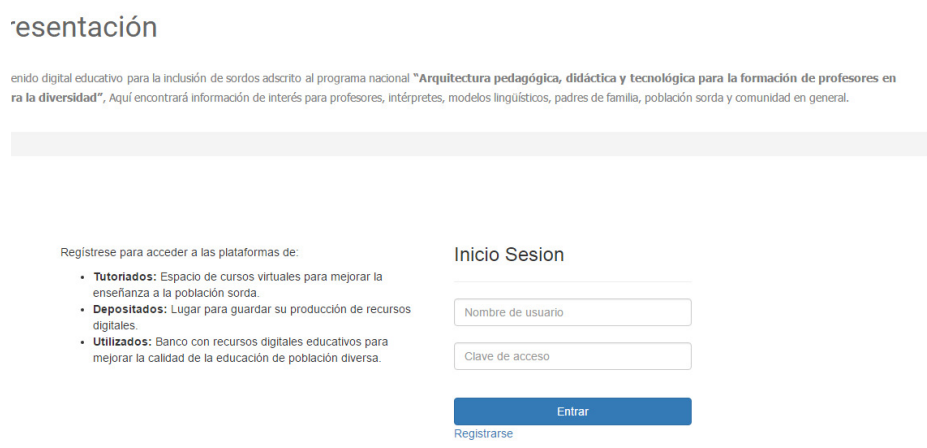 resentación
enido digital educativo para la inclusión de sordos adscrito al programa nacional "Arquitectura pedagógica, didáctica y tecnológica para la formación de profesores en
ra la diversidad", Aquí encontrará información de interés para profesores, intérpretes, modelos lingüísticos, padres de familia, población sorda y comunidad en general.
Regístrese para acceder a las plataformas de:
• Tutoriados: Espacio de cursos virtuales para mejorar la
enseñanza a la población sorda.
• Depositados: Lugar para guardar su producción de recursos
digitales.
• Utilizados: Banco con recursos digitales educativos para
mejorar la calidad de la educación de población diversa.
Inicio Sesion
Nombre de usuario
Clave de acceso
Entrar
Registrarse